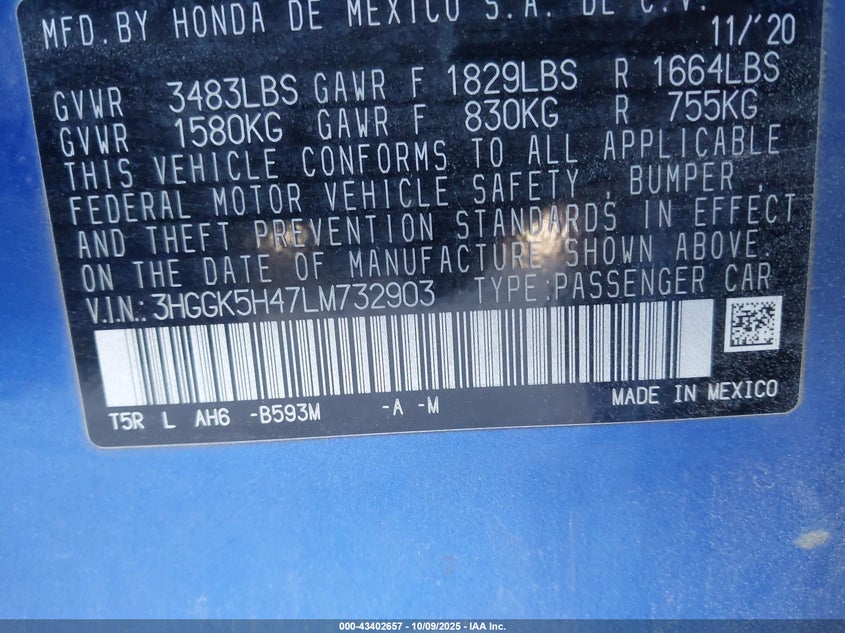 MFD.BY HONDA DE MEXICO S.A. DE C.V.
11/'20
GVWR 3483LBS GAWR F 1829LBS R 1664LBS
GVWR 1580KG GAWR F 830KG R 755KG
THIS VEHICLE CONFORMS TO ALL APPLICABLE
FEDERAL MOTOR VEHICLE SAFETY, BUMPER,
AND THEFT PREVENTION STANDARDS IN EFFECT
ON THE DATE OF MANUFACTURE SHOWN ABOVE.
V.I.N.: 3HGGK5H47LM732903 TYPE:PASSENGER CAR
T5R L AH6 -B593M -A -M MADE IN MEXICO
000-43402657 - 10/09/2025 - IAA Inc.